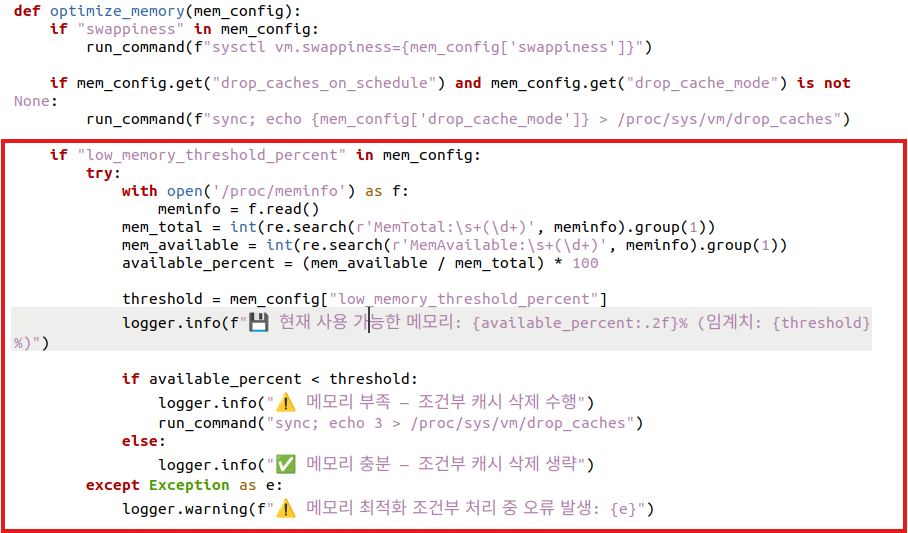 def optimize_memory(mem_config):
    if "swappiness" in mem_config:
        run_command(f"sysctl vm.swappiness={mem_config['swappiness']}")

    if mem_config.get("drop_caches_on_schedule") and mem_config.get("drop_cache_mode") is not
None:
        run_command(f"sync; echo {mem_config['drop_cache_mode']} > /proc/sys/vm/drop_caches")

    if "low_memory_threshold_percent" in mem_config:
        try:
            with open('/proc/meminfo') as f:
                meminfo = f.read()
            mem_total = int(re.search(r'MemTotal:\s+(\d+)', meminfo).group(1))
            mem_available = int(re.search(r'MemAvailable:\s+(\d+)', meminfo).group(1))
            available_percent = (mem_available / mem_total) * 100

            threshold = mem_config["low_memory_threshold_percent"]
            logger.info(f"💾 현재 사용 가능한 메모리: {available_percent:.2f}% (임계치: {threshold}
%)")

            if available_percent < threshold:
                logger.info("⚠️ 메모리 부족 – 조건부 캐시 삭제 수행")
                run_command("sync; echo 3 > /proc/sys/vm/drop_caches")
            else:
                logger.info("✅ 메모리 충분 – 조건부 캐시 삭제 생략")
        except Exception as e:
            logger.warning(f"⚠️ 메모리 최적화 조건부 처리 중 오류 발생: {e}")